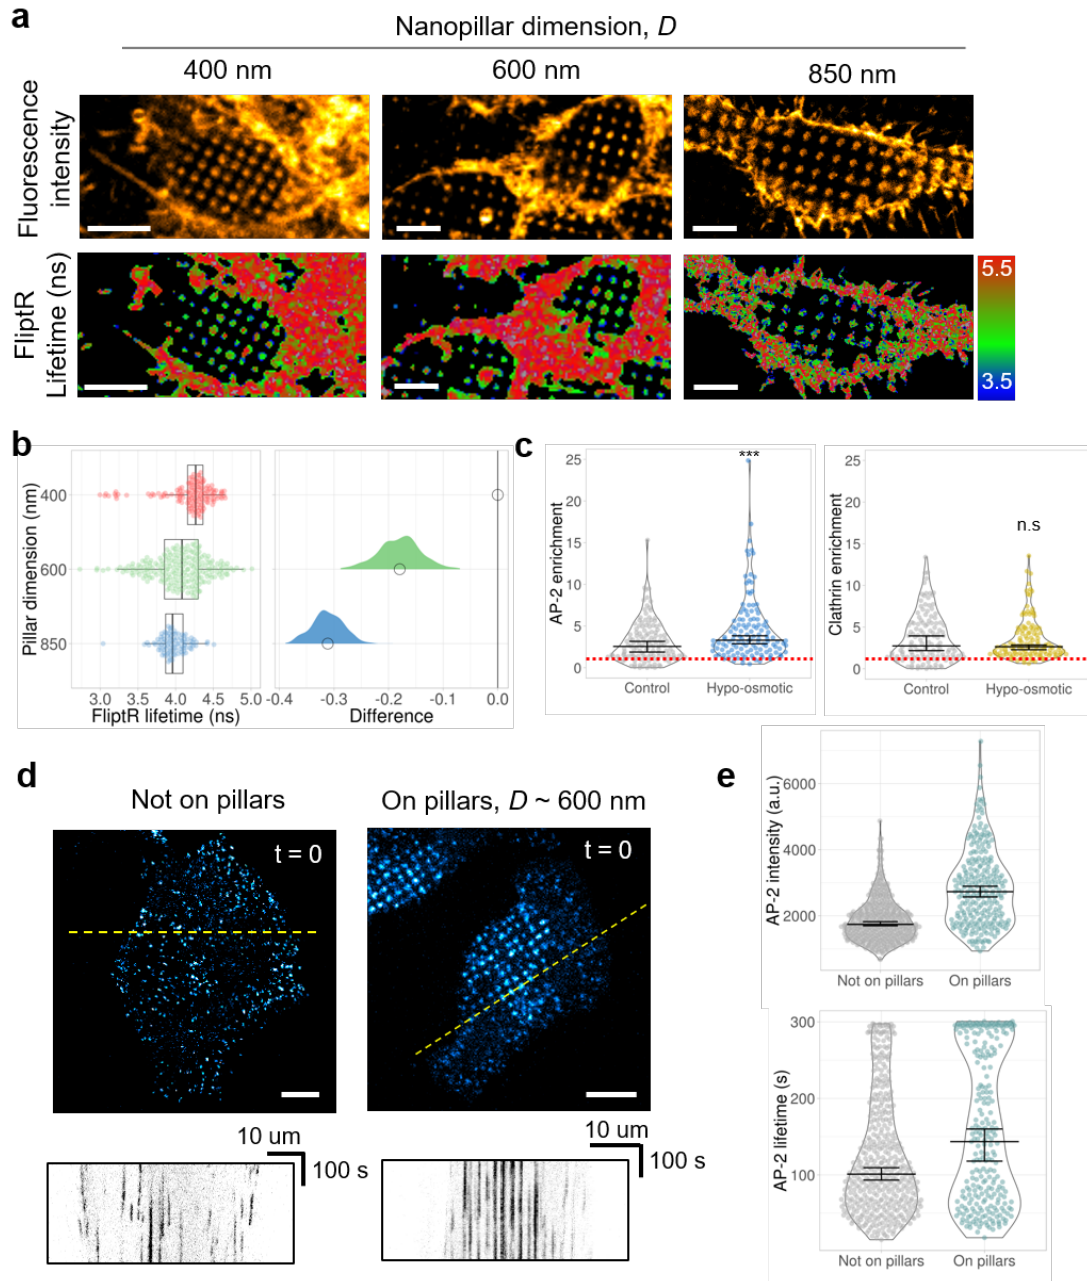 a
Nanopillar dimension, D
400 nm
600 nm
850 nm
Fluorescence
intensity
FliptR
Lifetime (ns)
5.5
3.5
b
Pillar dimension (nm)
400
600
850
3.0 3.5 4.0 4.5 5.0
FliptR lifetime (ns)
-0.4 -0.3 -0.2 -0.1 0.0
Difference
c
AP-2 enrichment
25
20
15
10
5
0
***
Control
Hypo-osmotic
Clathrin enrichment
25
20
15
10
5
0
n.s
Control
Hypo-osmotic
d
Not on pillars
On pillars, D ~ 600 nm
t = 0
t = 0
10 um
100 s
10 um
100 s
e
AP-2 intensity (a.u.)
6000
4000
2000
Not on pillars
On pillars
AP-2 lifetime (s)
300
200
100
Not on pillars
On pillars